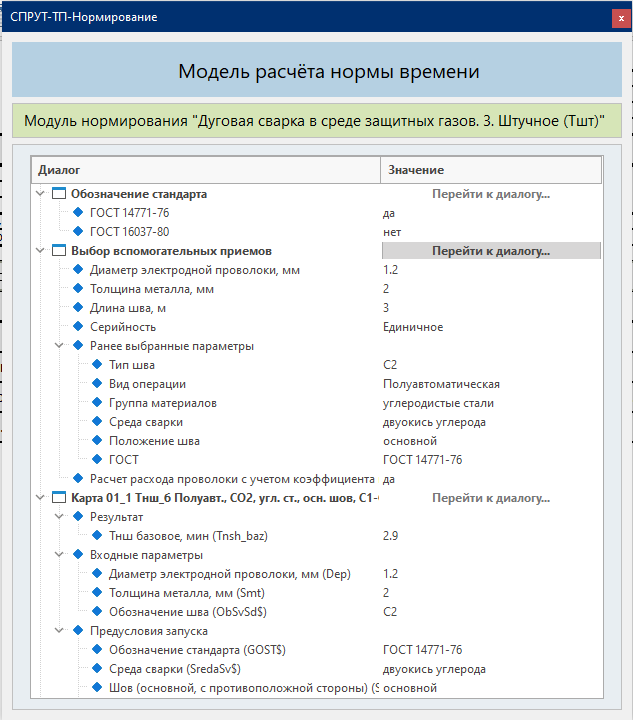 СПРУТ-ТП-Нормирование
x
Модель расчёта нормы времени
Модуль нормирования "Дуговая сварка в среде защитных газов. 3. Штучное (Тшт)"
Диалог Значение
Обозначение стандарта Перейти к диалогу...
ГОСТ 14771-76 да
ГОСТ 16037-80 нет
Выбор вспомогательных приемов Перейти к диалогу...
Диаметр электродной проволоки, мм 1.2
Толщина металла, мм 2
Длина шва, м 3
Серийность Единичное
Ранее выбранные параметры
Тип шва С2
Вид операции Полуавтоматическая
Группа материалов углеродистые стали
Среда сварки двуокись углерода
Положение шва основной
ГОСТ ГОСТ 14771-76
Расчет расхода проволоки с учетом коэффициента да
Карта 01_1 Тнш_б Полуавт., СО2, угл. ст., осн. шов, С1- Перейти к диалогу...
Результат
Тнш базовое, мин (Tnsh_baz) 2.9
Входные параметры
Диаметр электродной проволоки, мм (Dep) 1.2
Толщина металла, мм (Smt) 2
Обозначение шва (ObSvSd$) С2
Предусловия запуска
Обозначение стандарта (GOST$) ГОСТ 14771-76
Среда сварки (SredaSv$) двуокись углерода
Шов (основной, с противоположной стороны) (S основной